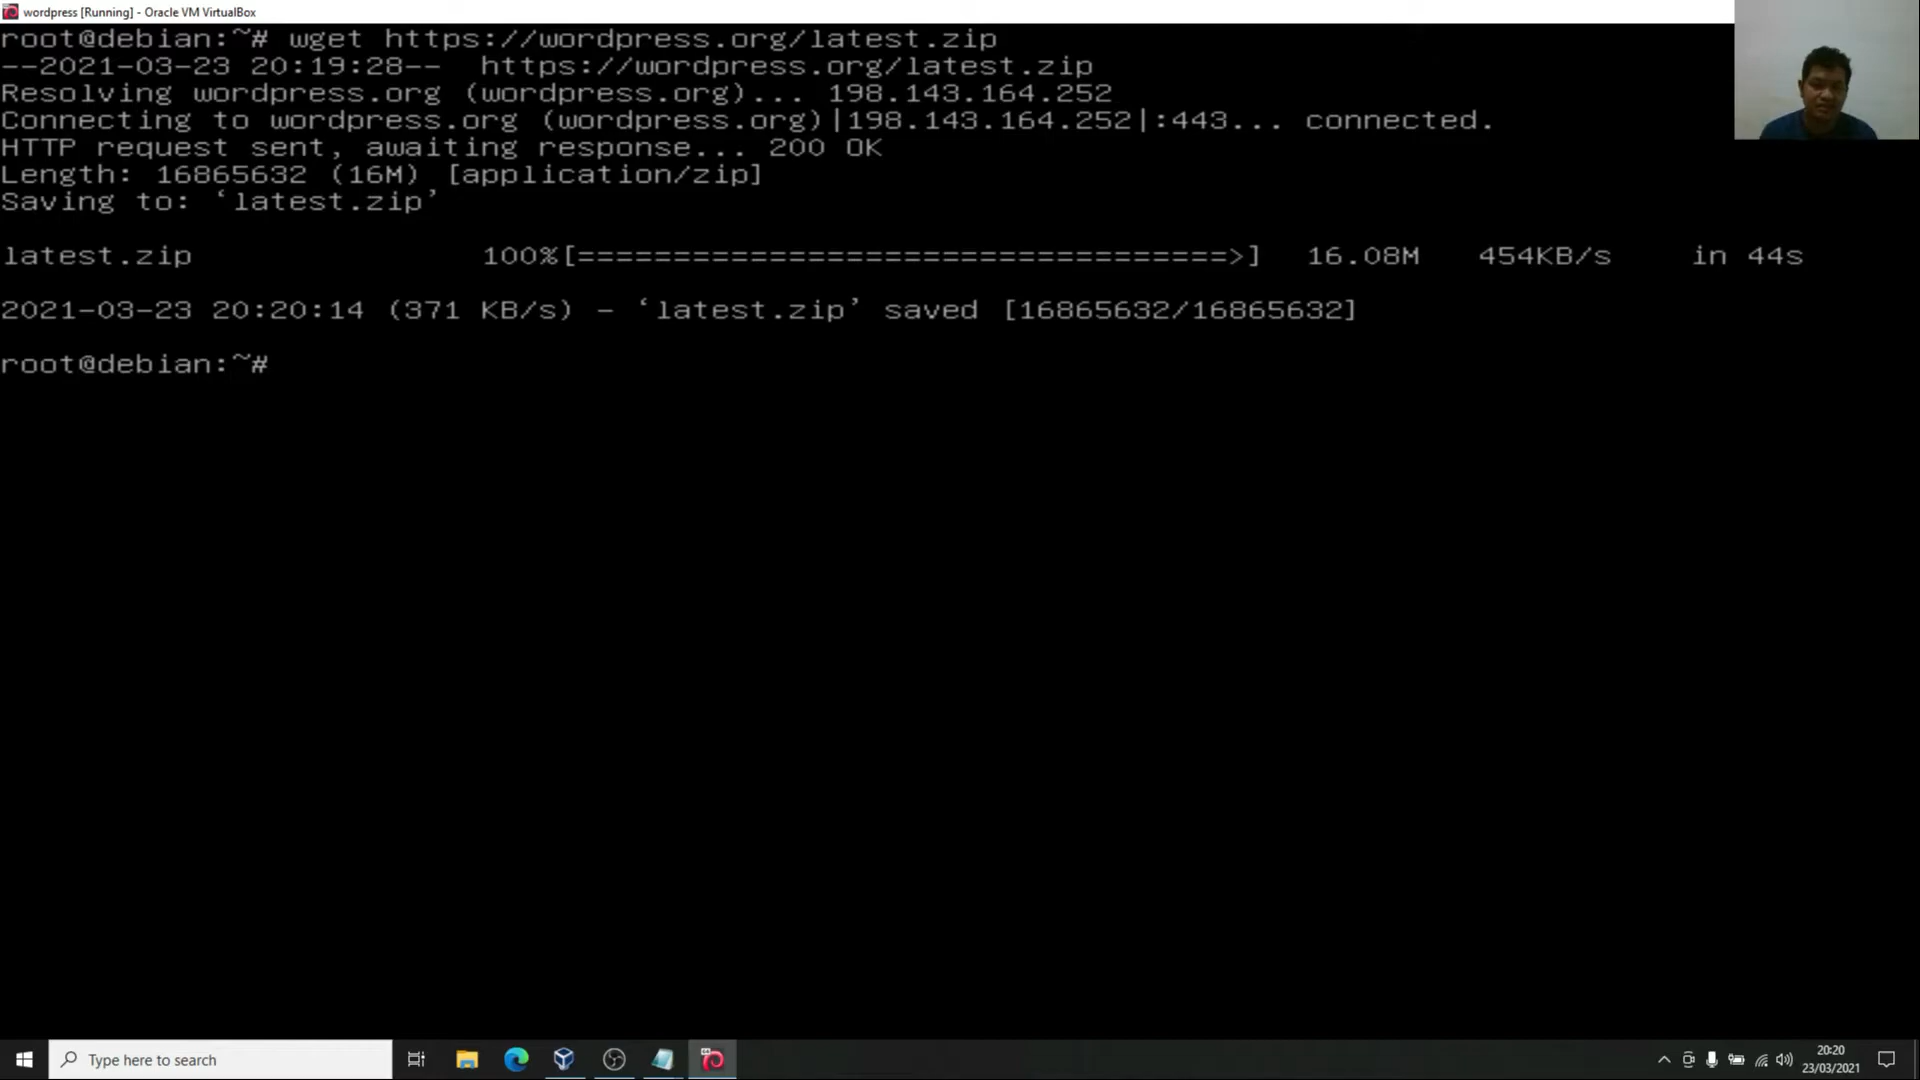 wordpress [Running] - Oracle VM VirtualBox
root@debian:~# wget https://wordpress.org/latest.zip
--2021-03-23 20:19:28--  https://wordpress.org/latest.zip
Resolving wordpress.org (wordpress.org)... 198.143.164.252
Connecting to wordpress.org (wordpress.org)|198.143.164.252|:443... connected.
HTTP request sent, awaiting response... 200 OK
Length: 16865632 (16M) [application/zip]
Saving to: ‘latest.zip’
latest.zip 100%[==================================>] 16.08M 454KB/s in 44s
2021-03-23 20:20:14 (371 KB/s) - ‘latest.zip’ saved [16865632/16865632]
root@debian:~#
Type here to search
20:20
23/03/2021